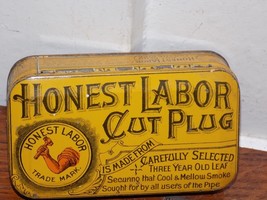 HONEST LABOR
CUT PLUG
HONEST LABOR
TRADE MARK
IS MADE FROM
CAREFULLY SELECTED
THREE YEAR OLD LEAF
Securing that Cool & Mellow Smoke
Sought for by all users of the Pipe